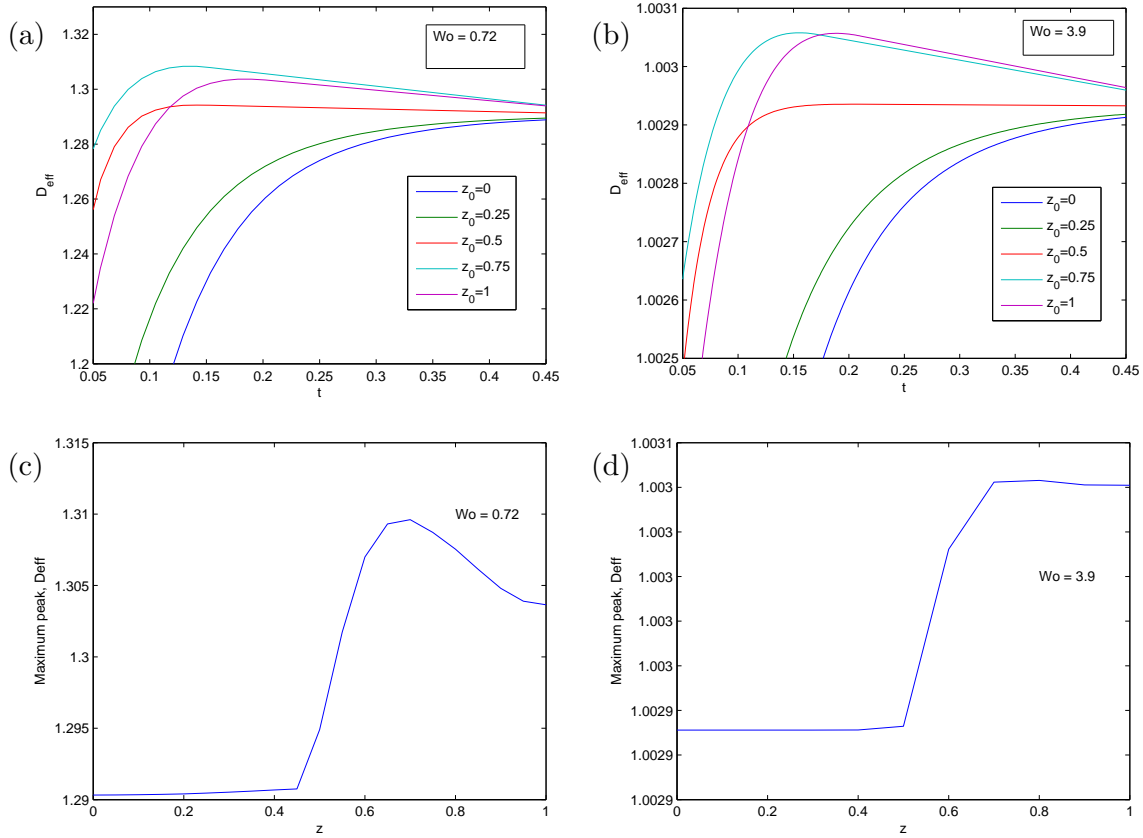 (a)
1.33
1.32
1.3
1.28
1.26
1.24
1.22
1.2
D_eff
Wo = 0.72
z_0=0
z_0=0.25
z_0=0.5
z_0=0.75
z_0=1
0.05 0.1 0.15 0.2 0.25 0.3 0.35 0.4 0.45
t
(b)
1.0031
1.003
1.0029
1.0028
1.0027
1.0026
1.0025
D_eff
Wo = 3.9
z_0=0
z_0=0.25
z_0=0.5
z_0=0.75
z_0=1
0.05 0.1 0.15 0.2 0.25 0.3 0.35 0.4 0.45
t
(c)
1.315
1.31
1.305
1.3
1.295
1.29
Maximum peak, Deff
Wo = 0.72
0 0.2 0.4 0.6 0.8 1
z
(d)
1.0031
1.003
1.003
1.003
1.003
1.003
1.0029
1.0029
1.0029
Maximum peak, Deff
Wo = 3.9
0 0.2 0.4 0.6 0.8 1
z